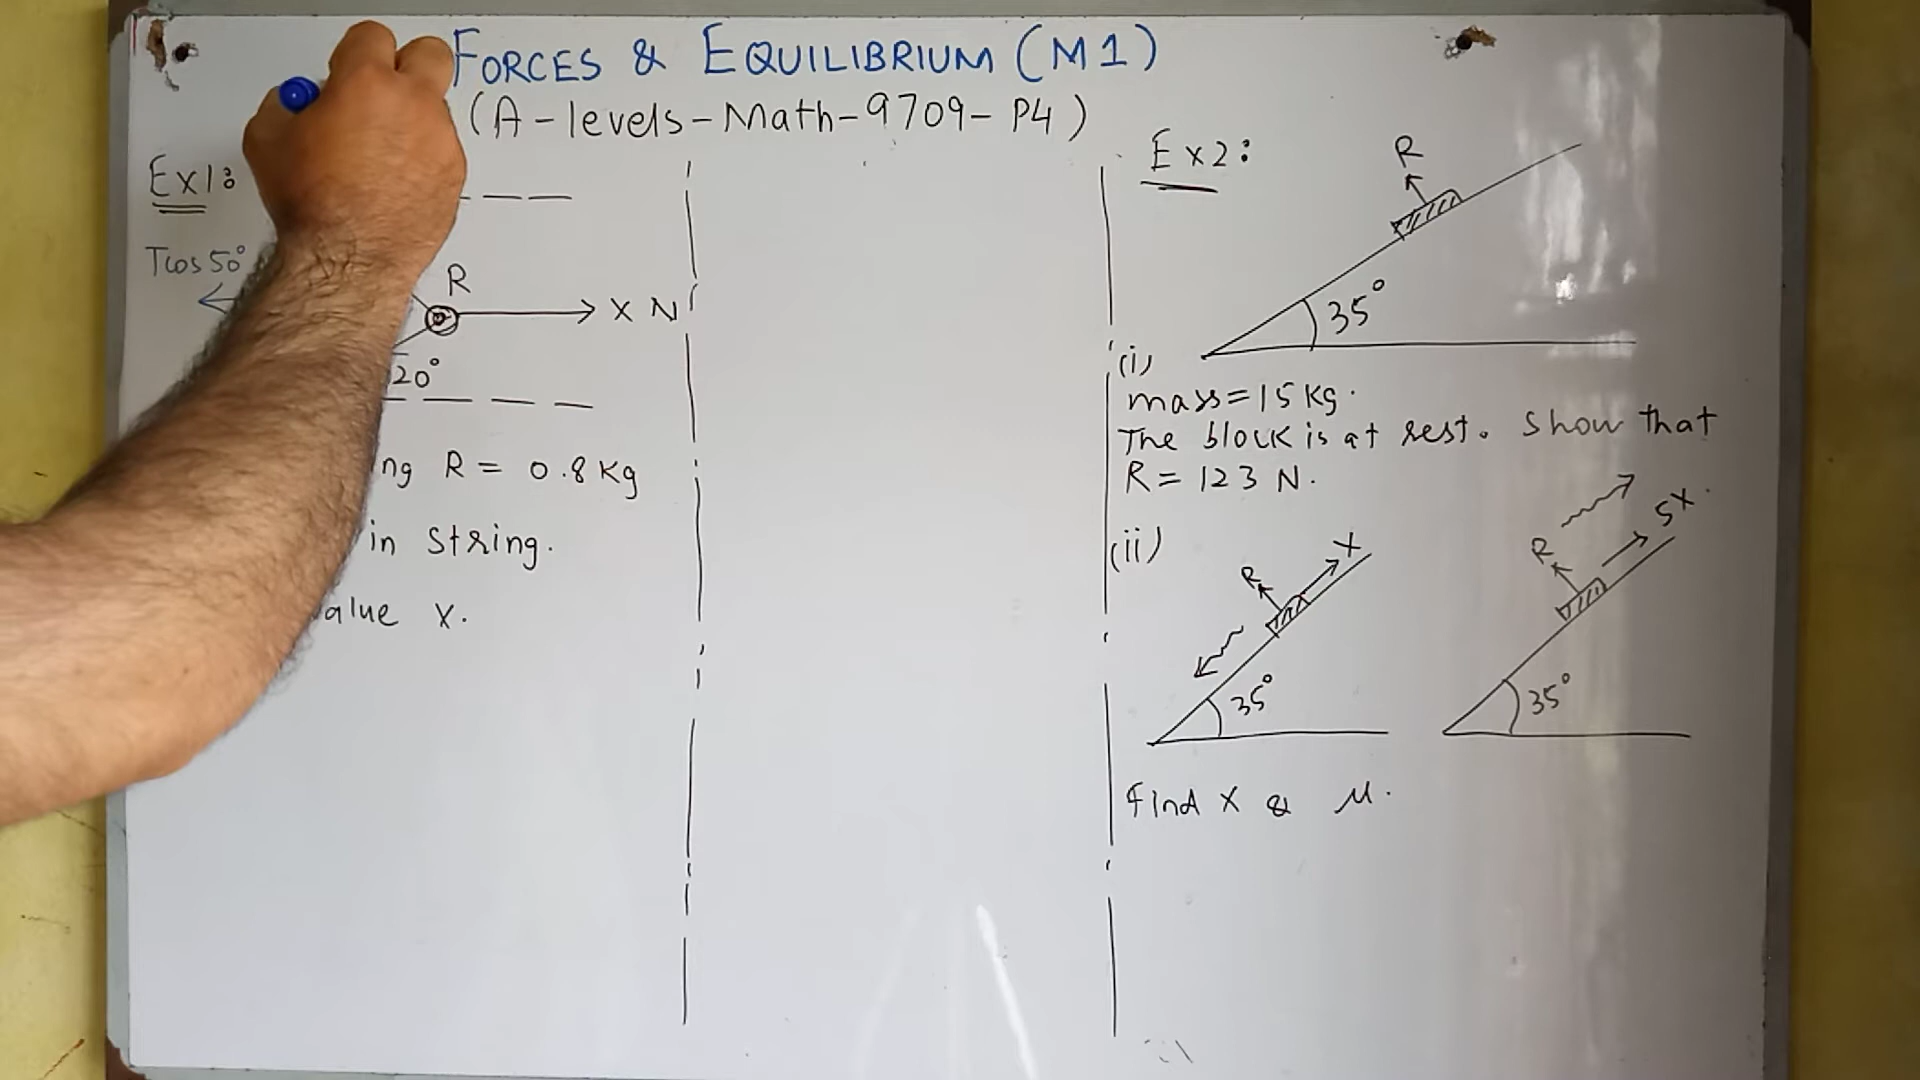 FORCES & EQUILIBRIUM (M1)
(A-levels-Math-9709-P4)
Ex1:
Tcos50°
R
X N
20°
ng R = 0.8 Kg
in string.
alue X.
Ex2:
R
35°
(i)
mass=15 kg.
The block is at rest. Show that
R = 123 N.
(ii)
R
X
35°
R
5X.
35°
Find X & μ.